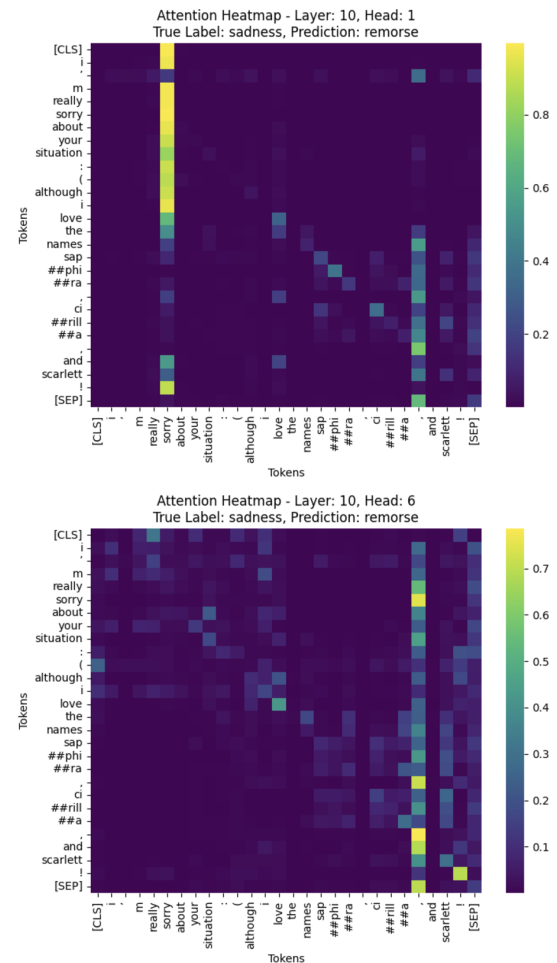 Attention Heatmap - Layer: 10, Head: 1
True Label: sadness, Prediction: remorse
Tokens
[CLS]
i
'
m
really
sorry
about
your
situation
:
(
although
i
love
the
names
sap
##phi
##ra
,
ci
##rill
##a
,
and
scarlett
!
[SEP]
[CLS] i ' m really sorry about your situation : ( although i love the names sap ##phi ##ra , ci ##rill ##a , and scarlett ! [SEP]
Tokens
0.8
0.6
0.4
0.2
Attention Heatmap - Layer: 10, Head: 6
True Label: sadness, Prediction: remorse
Tokens
[CLS]
i
'
m
really
sorry
about
your
situation
:
(
although
i
love
the
names
sap
##phi
##ra
,
ci
##rill
##a
,
and
scarlett
!
[SEP]
[CLS] i ' m really sorry about your situation : ( although i love the names sap ##phi ##ra , ci ##rill ##a , and scarlett ! [SEP]
Tokens
0.7
0.6
0.5
0.4
0.3
0.2
0.1